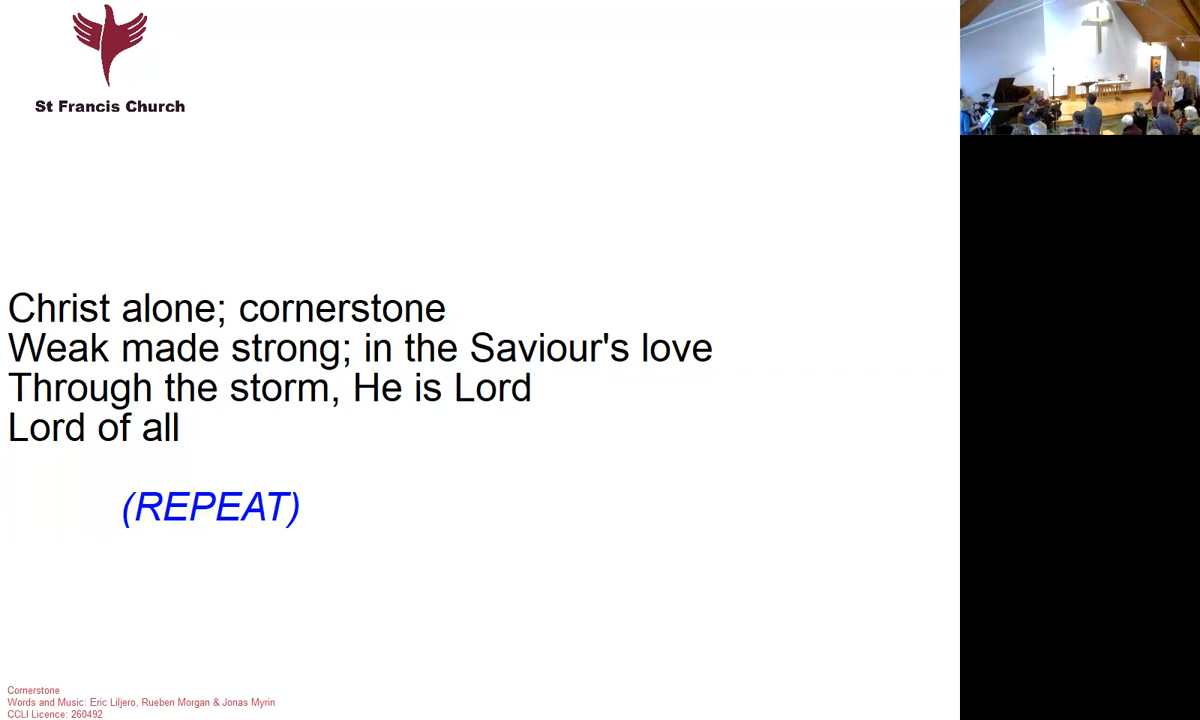 St Francis Church
Christ alone; cornerstone
Weak made strong; in the Saviour's love
Through the storm, He is Lord
Lord of all
(REPEAT)
Cornerstone
Words and Music: Eric Liljero, Rueben Morgan & Jonas Myrin
CCLI Licence: 260492